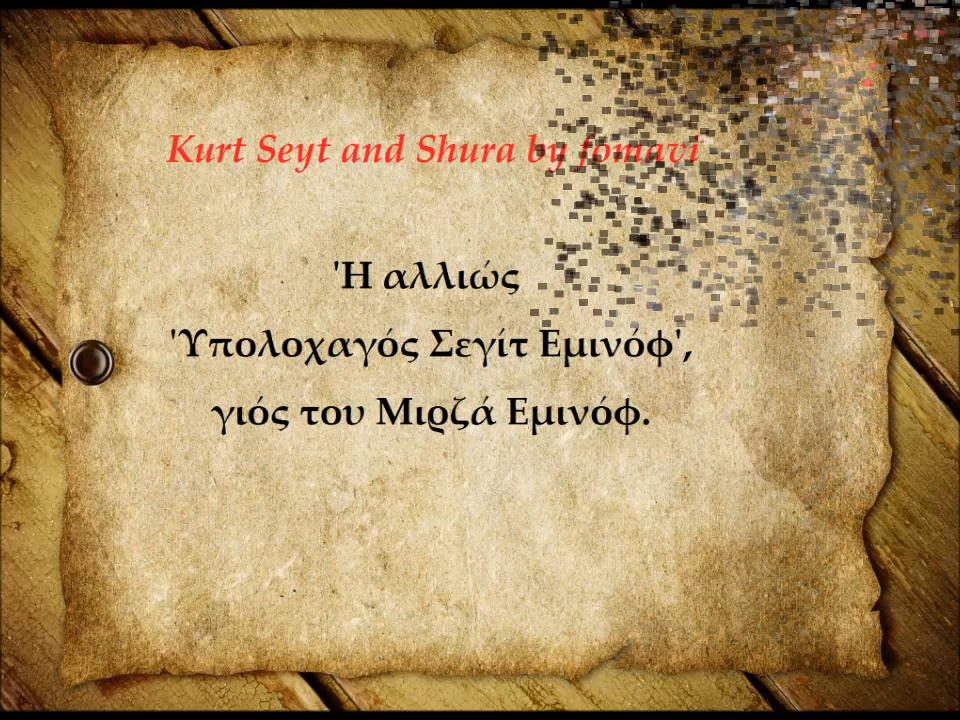 Kurt Seyt and Shura by fomavi
'Η αλλιώς
'Υπολοχαγός Σεγίτ Εμινόφ',
γιός του Μιρζά Εμινόφ.